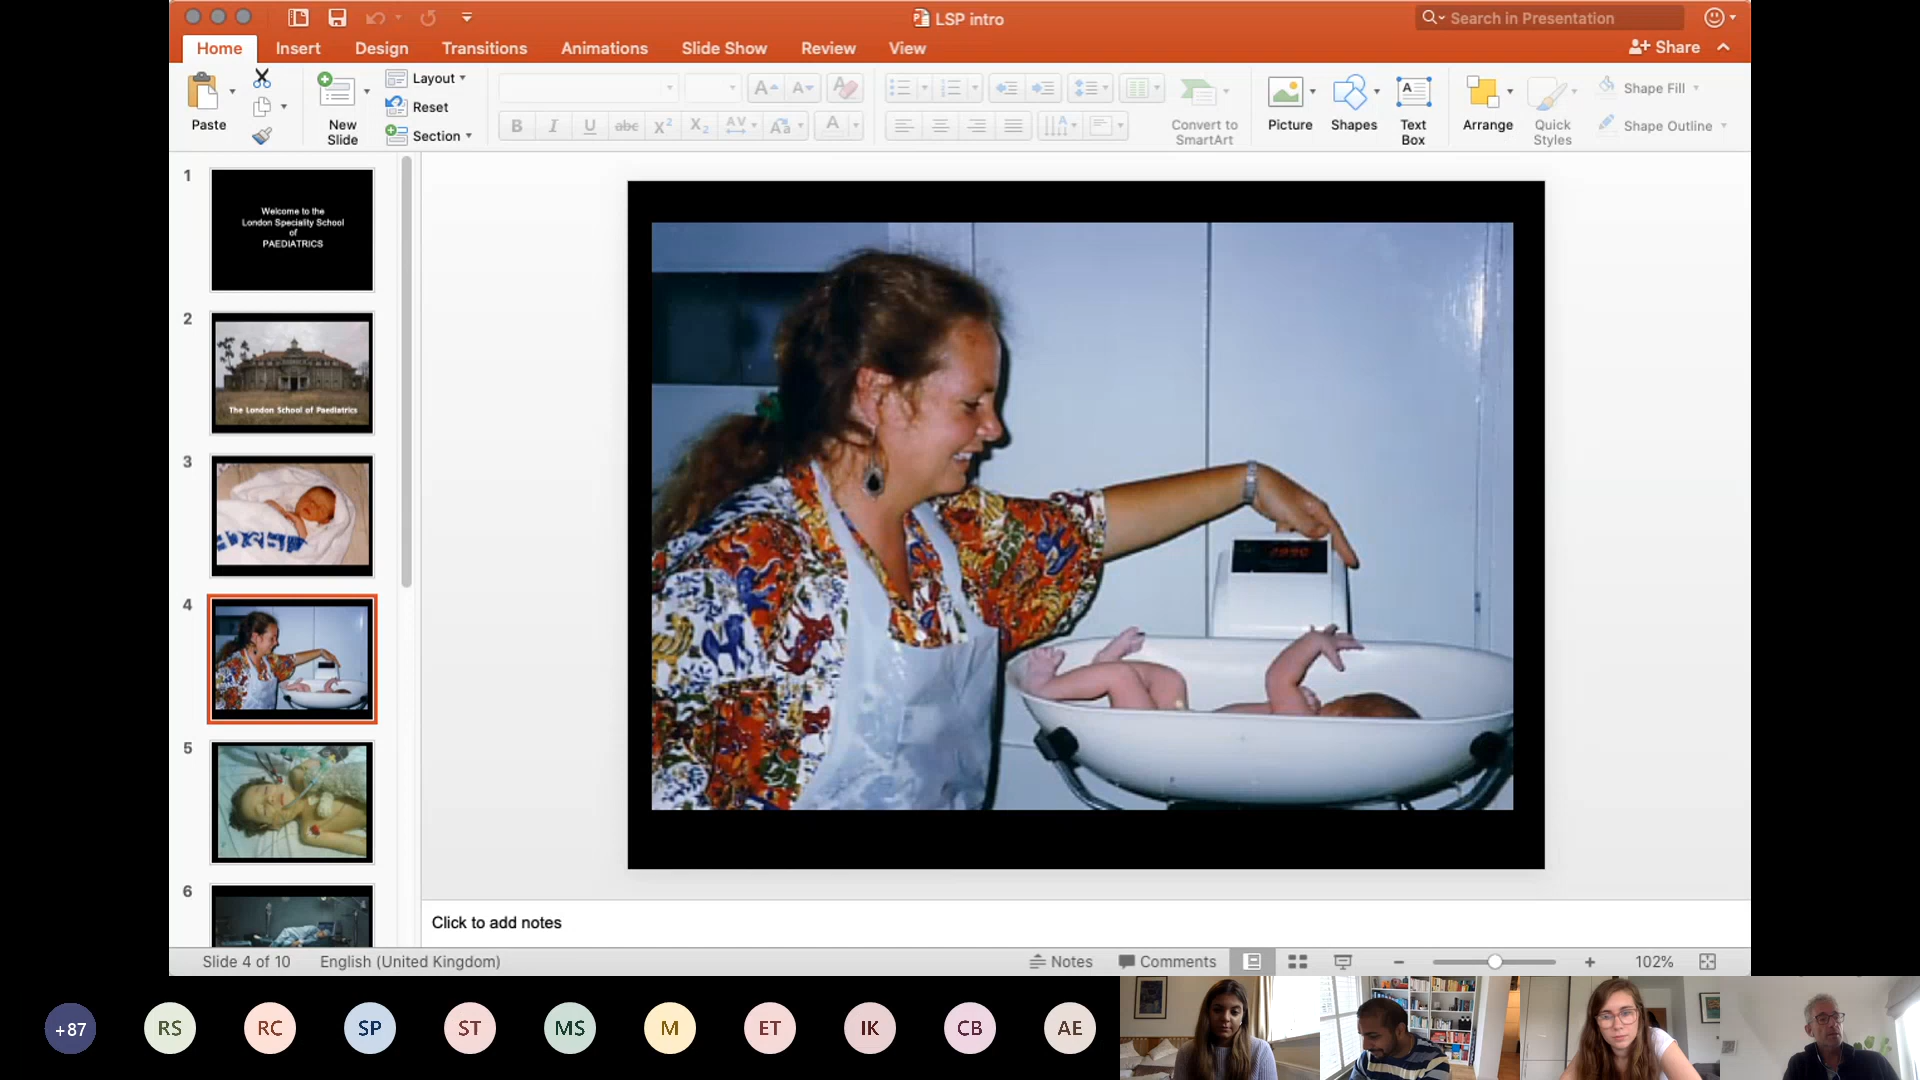 LSP intro
Search in Presentation
Home
Insert
Design
Transitions
Animations
Slide Show
Review
View
Share
Paste
New
Slide
Layout
Reset
Section
Convert to
SmartArt
Picture
Shapes
Text
Box
Arrange
Quick
Styles
Shape Fill
Shape Outline
1
Welcome to the
London Speciality School
of
PAEDIATRICS
2
The London School of Paediatrics
3
4
5
6
Click to add notes
Slide 4 of 10
English (United Kingdom)
Notes
Comments
102%
+87
RS
RC
SP
ST
MS
M
ET
IK
CB
AE